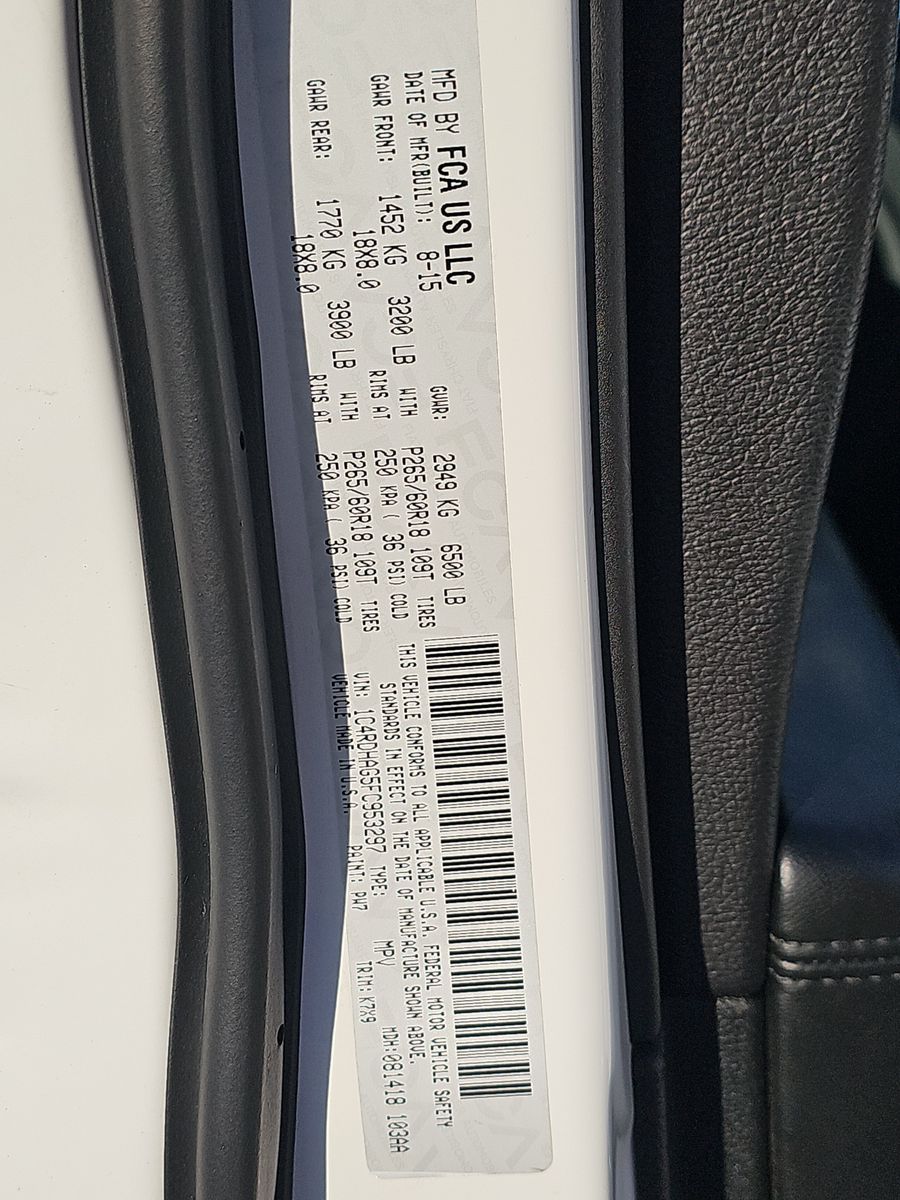 MFD BY FCA US LLC
DATE OF MFR(BUILT): 8-15 GVWR: 2949 KG 6500 LB
GAWR FRONT: 1452 KG 3200 LB WITH P265/60R18 109T TIRES
18X8.0 RIMS AT 250 KPA ( 36 PSI) COLD
GAWR REAR: 1770 KG 3900 LB WITH P265/60R18 109T TIRES
18X8.0 RIMS AT 250 KPA ( 36 PSI) COLD
THIS VEHICLE CONFORMS TO ALL APPLICABLE U.S.A. FEDERAL MOTOR VEHICLE SAFETY
STANDARDS IN EFFECT ON THE DATE OF MANUFACTURE SHOWN ABOVE.
VIN: 1C4RDHAG5FC953297 TYPE: MPV MDH:081418 103AA
VEHICLE MADE IN U.S.A. PAINT: PW7 TRIM: K7X9